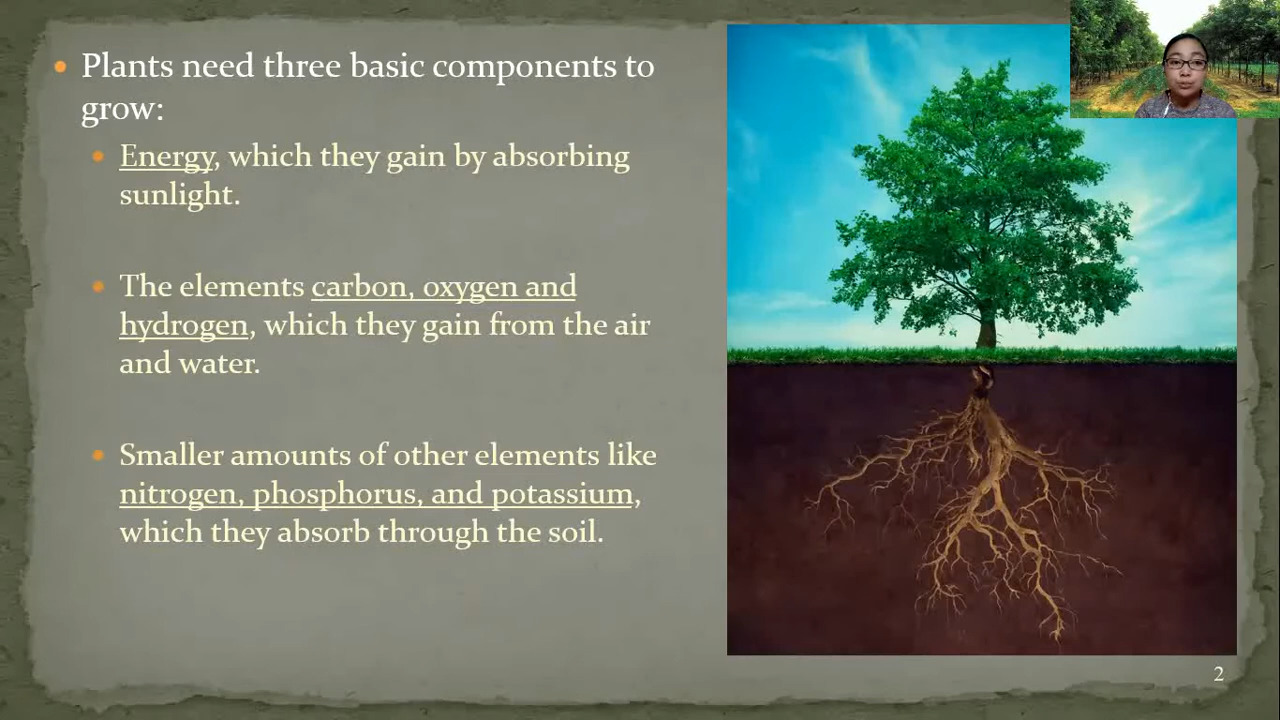 Plants need three basic components to
grow:
Energy, which they gain by absorbing
sunlight.
The elements carbon, oxygen and
hydrogen, which they gain from the air
and water.
Smaller amounts of other elements like
nitrogen, phosphorus, and potassium,
which they absorb through the soil.
2